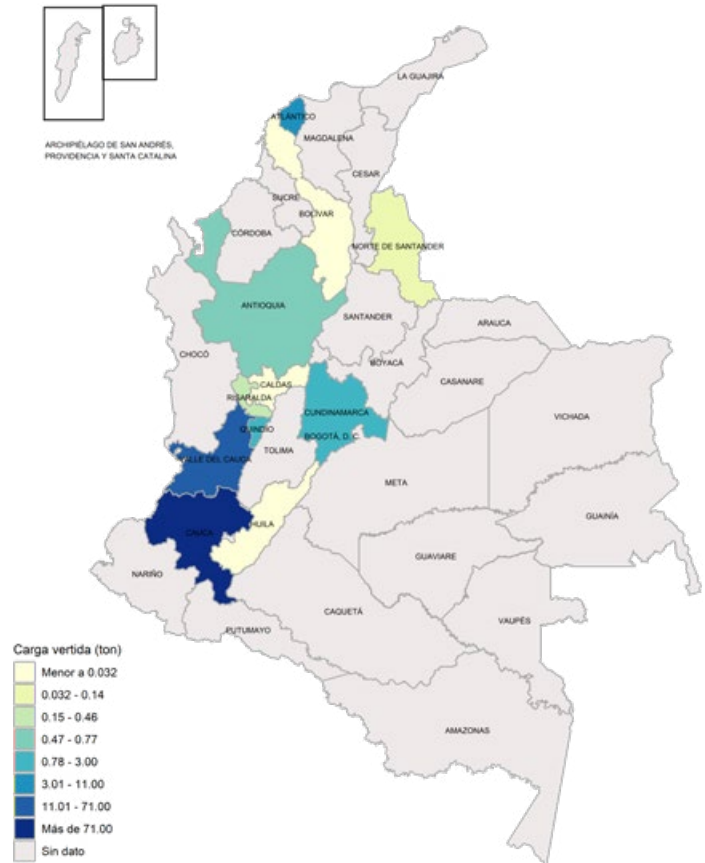 LA GUAJIRA
ATLÁNTICO
MAGDALENA
ARCHIPIÉLAGO DE SAN ANDRÉS,
PROVIDENCIA Y SANTA CATALINA
CESAR
SUCRE
BOLÍVAR
CÓRDOBA
NORTE DE SANTANDER
ANTIOQUIA
SANTANDER
ARAUCA
CHOCÓ
BOYACÁ
CASANARE
CALDAS
RISARALDA
CUNDINAMARCA
VICHADA
BOGOTÁ, D. C.
TOLIMA
VALLE DEL CAUCA
META
GUAINÍA
HUILA
CAUCA
GUAVIARE
NARIÑO
CAQUETÁ
VAUPÉS
PUTUMAYO
AMAZONAS
Carga vertida (ton)
Menor a 0.032
0.032 - 0.14
0.15 - 0.46
0.47 - 0.77
0.78 - 3.00
3.01 - 11.00
11.01 - 71.00
Más de 71.00
Sin dato